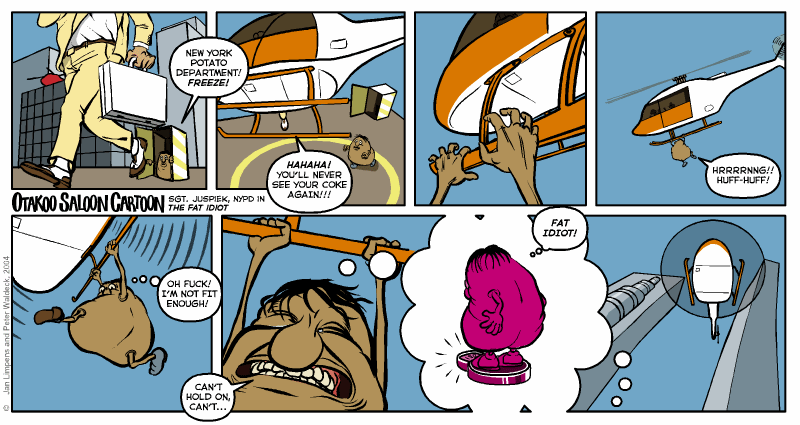 NEW YORK
POTATO
DEPARTMENT!
FREEZE!
HAHAHA!
YOU'LL NEVER
SEE YOUR COKE
AGAIN!!!
HRRRRNNG!!
HUFF-HUFF!
OTAKOO SALOON CARTOON
SGT. JUSPIEK, NYPD IN
THE FAT IDIOT
OH FUCK!
I'M NOT FIT
ENOUGH!
CAN'T
HOLD ON,
CAN'T...
FAT
IDIOT!
© Jan Limpens and Peter Waldeck, 2004